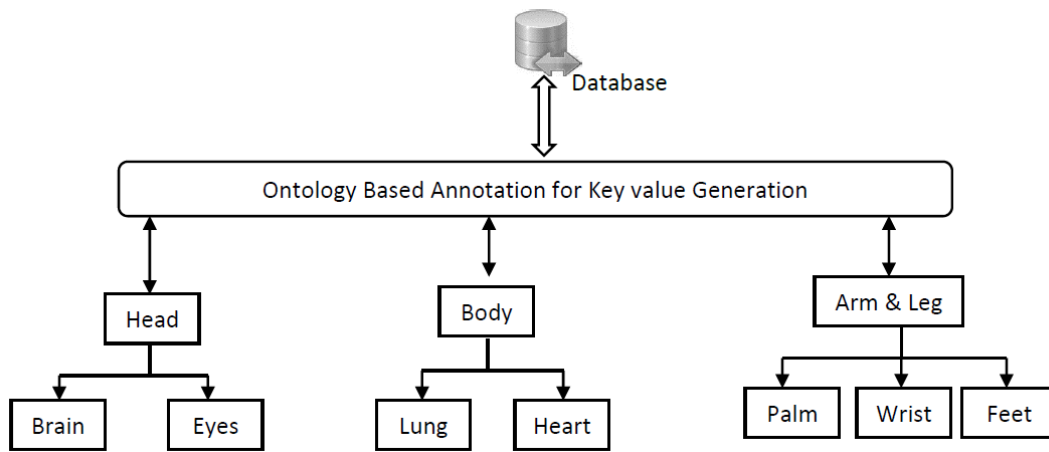 Database
Ontology Based Annotation for Key value Generation
Head
Body
Arm & Leg
Brain
Eyes
Lung
Heart
Palm
Wrist
Feet